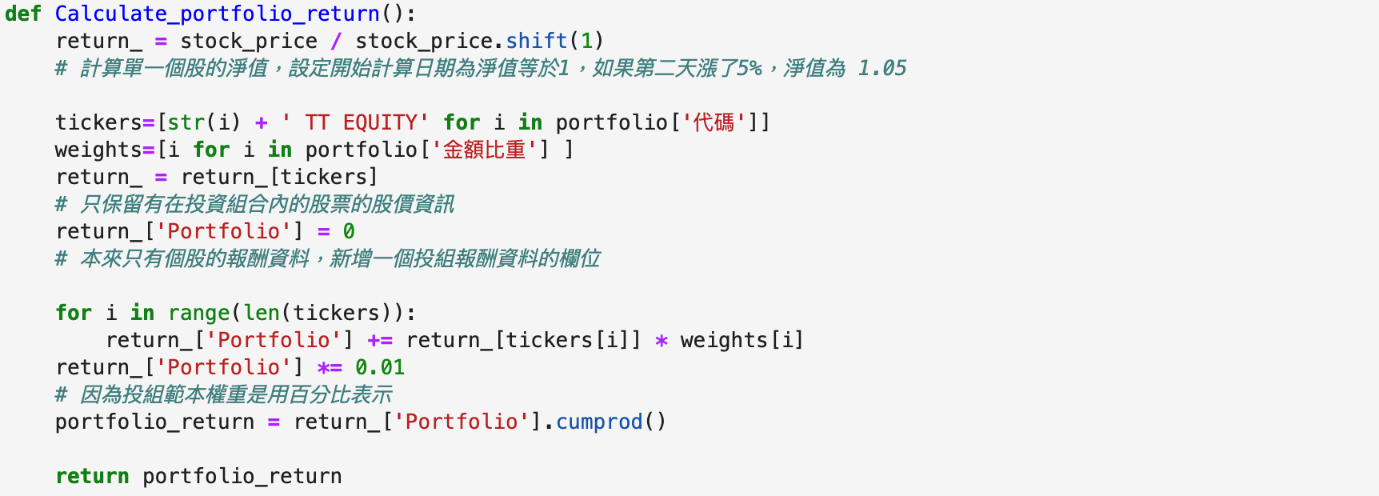 def Calculate_portfolio_return():
    return_ = stock_price / stock_price.shift(1)
    # 計算單一個股的淨值，設定開始計算日期為淨值等於1，如果第二天漲了5%，淨值為 1.05
    tickers=[str(i) + ' TT EQUITY' for i in portfolio['代碼']]
    weights=[i for i in portfolio['金額比重'] ]
    return_ = return_[tickers]
    # 只保留有在投資組合內的股票的股價資訊
    return_['Portfolio'] = 0
    # 本來只有個股的報酬資料，新增一個投組報酬資料的欄位
    for i in range(len(tickers)):
        return_['Portfolio'] += return_[tickers[i]] * weights[i]
    return_['Portfolio'] *= 0.01
    # 因為投組範本權重是用百分比表示
    portfolio_return = return_['Portfolio'].cumprod()
    return portfolio_return